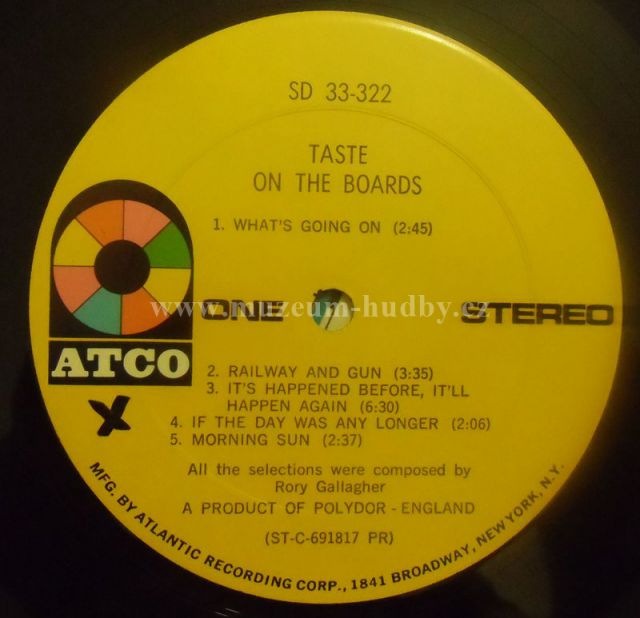 SD 33-322
TASTE
ON THE BOARDS
1. WHAT'S GOING ON (2:45)
www.muzeum-hudby.cz
ONE
STEREO
ATCO
2. RAILWAY AND GUN (3:35)
3. IT'S HAPPENED BEFORE, IT'LL
HAPPEN AGAIN (6:30)
4. IF THE DAY WAS ANY LONGER (2:06)
5. MORNING SUN (2:37)
X
All the selections were composed by
Rory Gallagher
A PRODUCT OF POLYDOR - ENGLAND
(ST-C-691817 PR)
MFG. BY ATLANTIC RECORDING CORP., 1841 BROADWAY, NEW YORK, N.Y.